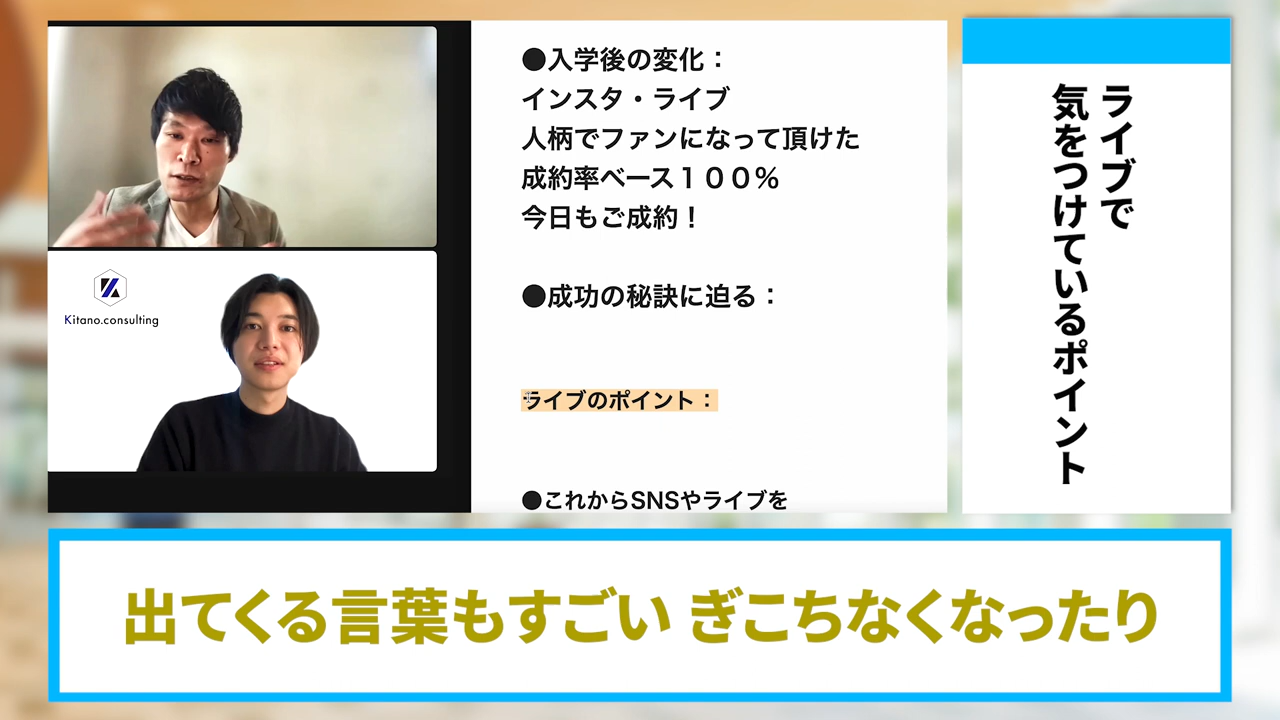 Kitano.consulting
●入学後の変化：
インスタ・ライブ
人柄でファンになって頂けた
成約率ベース１００％
今日もご成約！
●成功の秘訣に迫る：
ライブのポイント：
●これからSNSやライブを
ライブで
気をつけているポイント
出てくる言葉もすごい ぎこちなくなったり